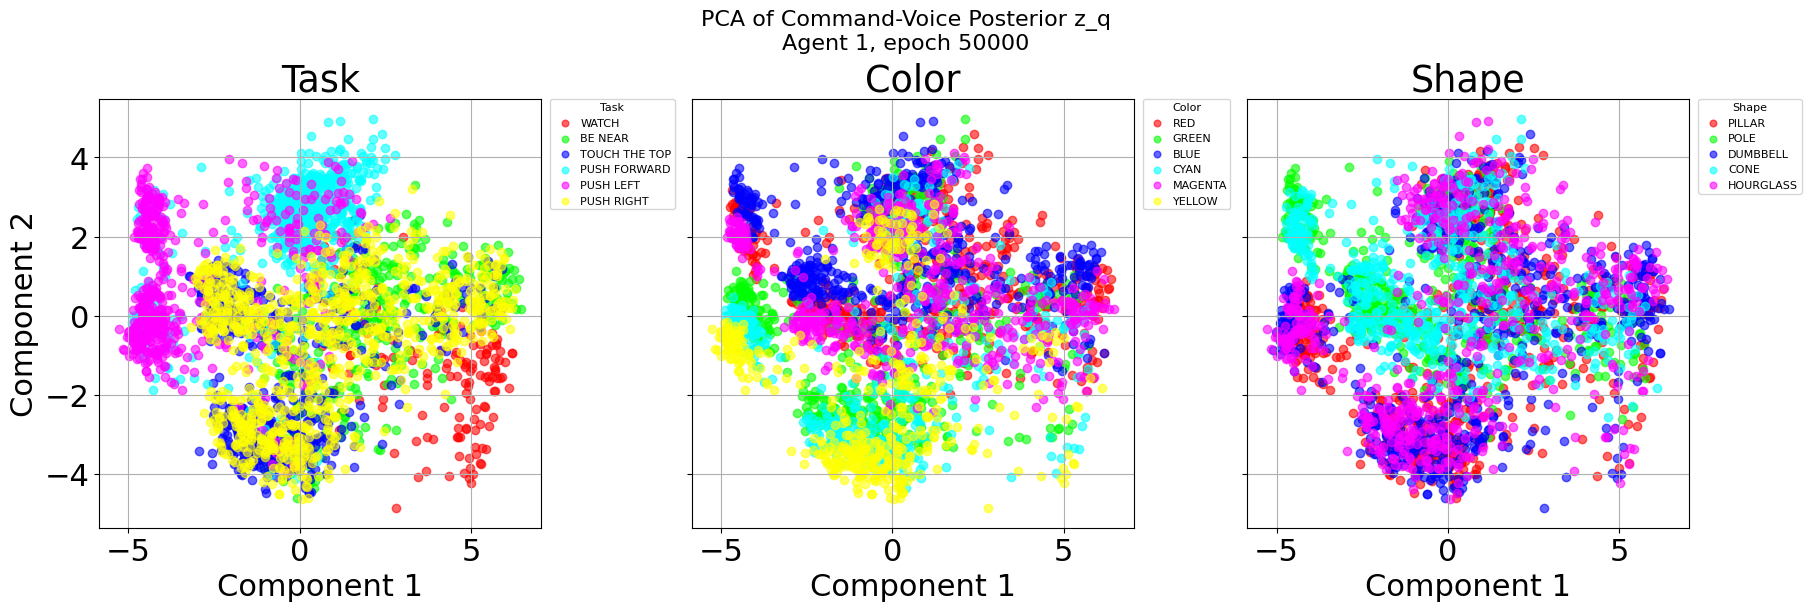 PCA of Command-Voice Posterior z_q
Agent 1, epoch 50000
Task
Color
Shape
Task
WATCH
BE NEAR
TOUCH THE TOP
PUSH FORWARD
PUSH LEFT
PUSH RIGHT
Color
RED
GREEN
BLUE
CYAN
MAGENTA
YELLOW
Shape
PILLAR
POLE
DUMBBELL
CONE
HOURGLASS
Component 2
4
2
0
−2
−4
−5 0 5
−5 0 5
−5 0 5
Component 1
Component 1
Component 1